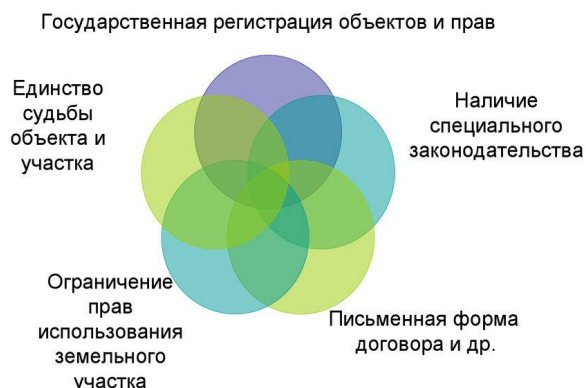 Государственная регистрация объектов и прав
Единство
судьбы
объекта и
участка
Наличие
специального
законодательства
Ограничение
прав
использования
земельного
участка
Письменная форма
договора и др.